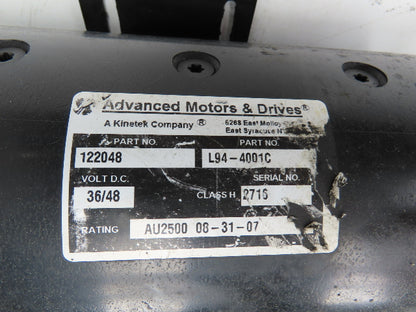 Advanced Motors & Drives®
A Kinetek Company ®
5268 East Molloy
East Syracuse
PART NO. PART NO.
122048 L94-4001C
VOLT D.C. SERIAL NO.
36/48 CLASS H 2716
RATING AU2500 08-31-07